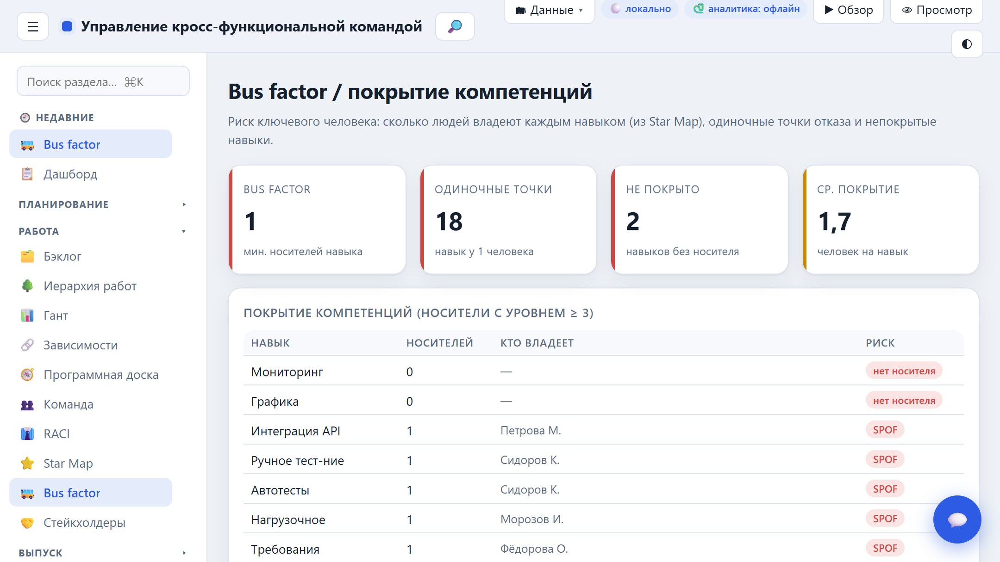 ☰
Управление кросс-функциональной командой
Данные ▾
локально
аналитика: офлайн
▶ Обзор
Просмотр
Поиск раздела... ⌘K
НЕДАВНИЕ
Bus factor
Дашборд
ПЛАНИРОВАНИЕ ▸
РАБОТА ▾
Бэклог
Иерархия работ
Гант
Зависимости
Программная доска
Команда
RACI
Star Map
Bus factor
Стейкхолдеры
ВЫПУСК ▸
Bus factor / покрытие компетенций
Риск ключевого человека: сколько людей владеют каждым навыком (из Star Map), одиночные точки отказа и непокрытые
навыки.
BUS FACTOR
1
мин. носителей навыка
ОДИНОЧНЫЕ ТОЧКИ
18
навык у 1 человека
НЕ ПОКРЫТО
2
навыков без носителя
СР. ПОКРЫТИЕ
1,7
человек на навык
ПОКРЫТИЕ КОМПЕТЕНЦИЙ (НОСИТЕЛИ С УРОВНЕМ ≥ 3)
НАВЫК НОСИТЕЛЕЙ КТО ВЛАДЕЕТ РИСК
Мониторинг 0 — нет носителя
Графика 0 — нет носителя
Интеграция API 1 Петрова М. SPOF
Ручное тест-ние 1 Сидоров К. SPOF
Автотесты 1 Сидоров К. SPOF
Нагрузочное 1 Морозов И. SPOF
Требования 1 Фёдорова О. SPOF